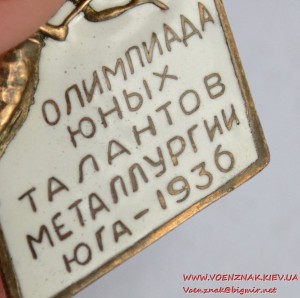 ОЛИМПИАДА
ЮНЫХ
ТАЛАНТОВ
МЕТАЛЛУРГИИ
ЮГА-1936
WWW.VOENZNAK.KIEV.UA
Voenznak@bigmir.net